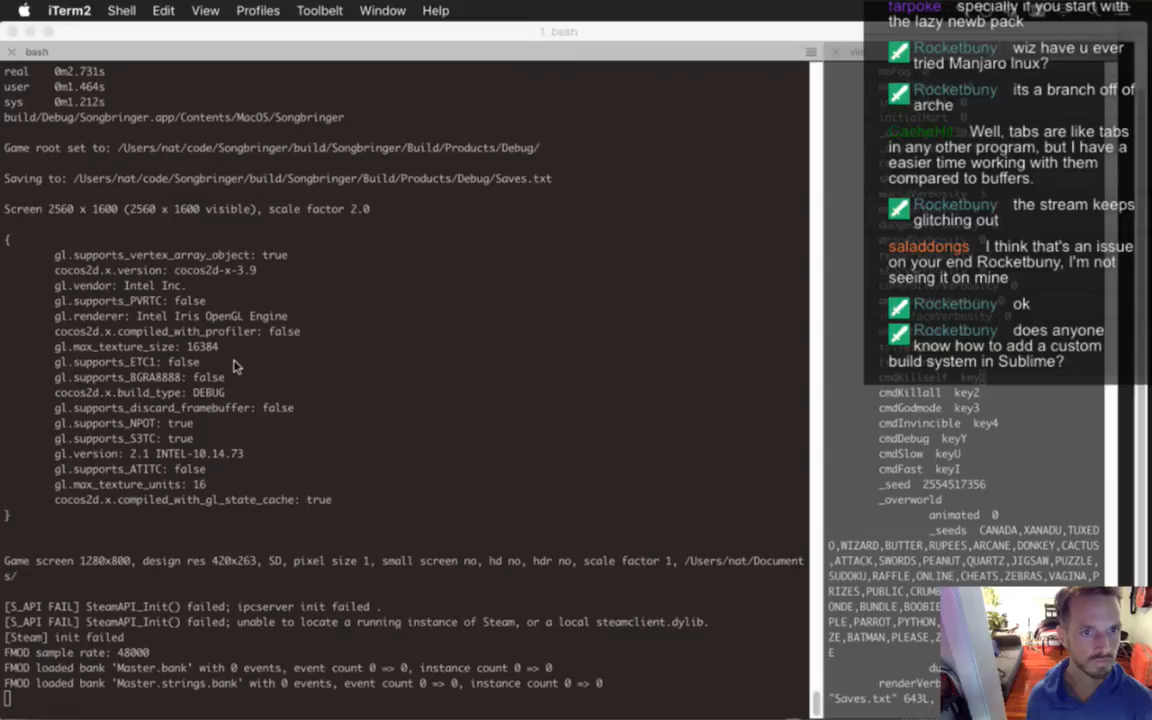 iTerm2 Shell Edit View Profiles Toolbelt Window Help
1. bash
bash
real 0m2.731s
user 0m1.464s
sys 0m1.212s
build/Debug/Songbringer.app/Contents/MacOS/Songbringer
Game root set to: /Users/nat/code/Songbringer/build/Songbringer/Build/Products/Debug/
Saving to: /Users/nat/code/Songbringer/build/Songbringer/Build/Products/Debug/Saves.txt
Screen 2560 x 1600 (2560 x 1600 visible), scale factor 2.0
{
gl.supports_vertex_array_object: true
cocos2d.x.version: cocos2d-x-3.9
gl.vendor: Intel Inc.
gl.supports_PVRTC: false
gl.renderer: Intel Iris OpenGL Engine
cocos2d.x.compiled_with_profiler: false
gl.max_texture_size: 16384
gl.supports_ETC1: false
gl.supports_BGRA8888: false
cocos2d.x.build_type: DEBUG
gl.supports_discard_framebuffer: false
gl.supports_NPOT: true
gl.supports_S3TC: true
gl.version: 2.1 INTEL-10.14.73
gl.supports_ATITC: false
gl.max_texture_units: 16
cocos2d.x.compiled_with_gl_state_cache: true
}
Game screen 1280x800, design res 420x263, SD, pixel size 1, small screen no, hd no, hdr no, scale factor 1, /Users/nat/Document
s/
[S_API FAIL] SteamAPI_Init() failed; ipcserver init failed .
[S_API FAIL] SteamAPI_Init() failed; unable to locate a running instance of Steam, or a local steamclient.dylib.
[Steam] init failed
FMOD sample rate: 48000
FMOD loaded bank 'Master.bank' with 0 events, event count 0 => 0, instance count 0 => 0
FMOD loaded bank 'Master.strings.bank' with 0 events, event count 0 => 0, instance count 0 => 0
farpoke specially if you start with
the lazy newb pack
Rocketbuny wiz have u ever
tried Manjaro lnux?
Rocketbuny its a branch off of
arche
CacheHit Well, tabs are like tabs
in any other program, but I have a
easier time working with them
compared to buffers.
Rocketbuny the stream keeps
glitching out
saladdongs I think that's an issue
on your end Rocketbuny, I'm not
seeing it on mine
Rocketbuny ok
Rocketbuny does anyone
know how to add a custom
build system in Sublime?
cmdKillself key
cmdKillall key2
cmdGodmode key3
cmdInvincible key4
cmdDebug keyY
cmdSlow keyU
cmdFast keyI
_seed 2554517356
_overworld
animated 0
_seeds CANADA,XANADU,TUXED
O,WIZARD,BUTTER,RUPEES,ARCANE,DONKEY,CACTUS
,ATTACK,SWORDS,PEANUT,QUARTZ,JIGSAW,PUZZLE,
SUDOKU,RAFFLE,ONLINE,CHEATS,ZEBRAS,VAGINA,P
RIZES,PUBLIC,CRUMB
ONDE,BUNDLE,BOOBIE
PLE,PARROT,PYTHON,
ZE,BATMAN,PLEASE,Z
E
du
renderVerb
"Saves.txt" 643L,